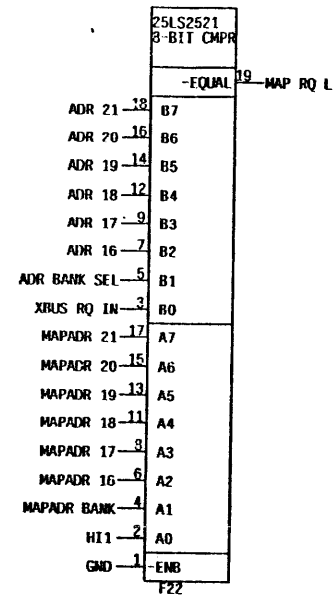 25LS2521
8-BIT CMPR
-EQUAL 19 MAP RQ L
ADR 21 18 B7
ADR 20 16 B6
ADR 19 14 B5
ADR 18 12 B4
ADR 17 9 B3
ADR 16 7 B2
ADR BANK SEL 5 B1
XBUS RQ IN 3 B0
MAPADR 21 17 A7
MAPADR 20 15 A6
MAPADR 19 13 A5
MAPADR 18 11 A4
MAPADR 17 8 A3
MAPADR 16 6 A2
MAPADR BANK 4 A1
HI1 2 A0
GND 1 -ENB
F22